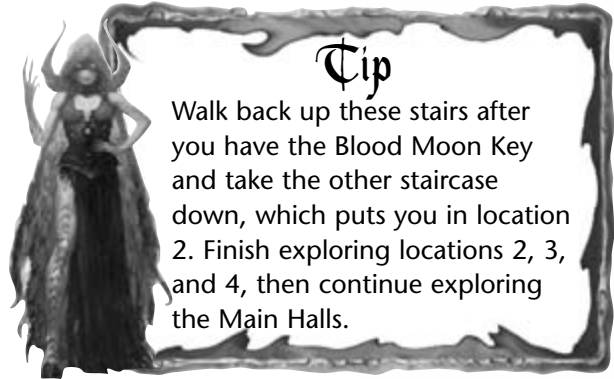 Tip
Walk back up these stairs after
you have the Blood Moon Key
and take the other staircase
down, which puts you in location
2. Finish exploring locations 2, 3,
and 4, then continue exploring
the Main Halls.